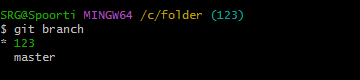 SRG@Spoorti MINGW64 /c/folder (123)
$ git branch
* 123
  master